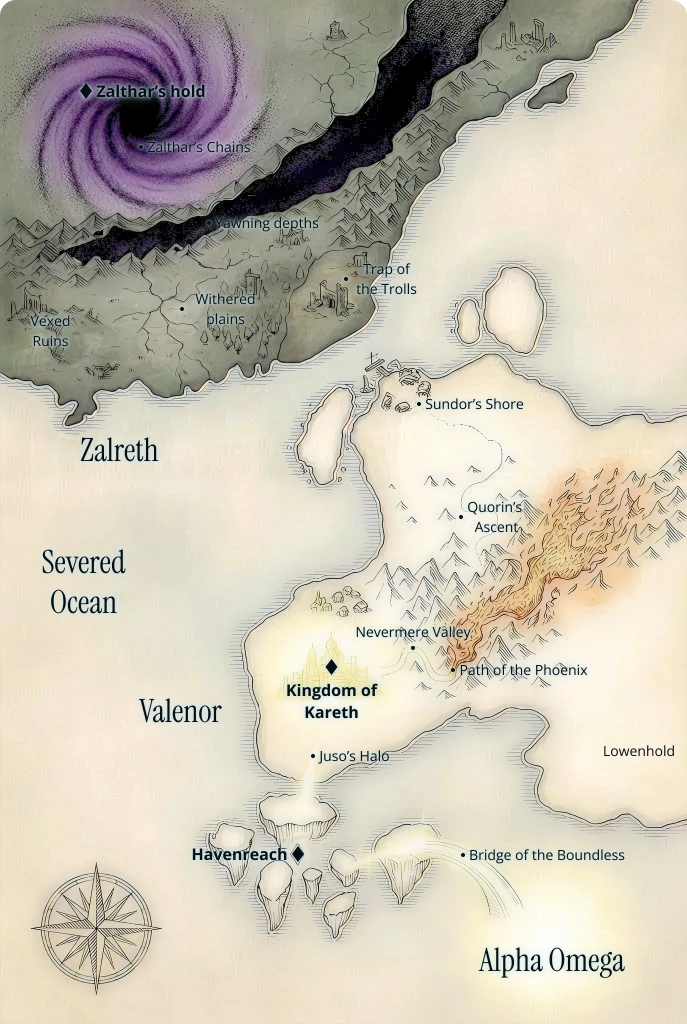 Zalthar's hold
Zalthar's Chains
Yawning depths
Trap of
the Trolls
Withered
plains
Vexed
Ruins
Sundor's Shore
Zalreth
Quorin's
Ascent
Severed
Ocean
Nevermere Valley
Path of the Phoenix
Kingdom of
Kareth
Valenor
Lowenhold
Juso's Halo
Havenreach
Bridge of the Boundless
Alpha Omega